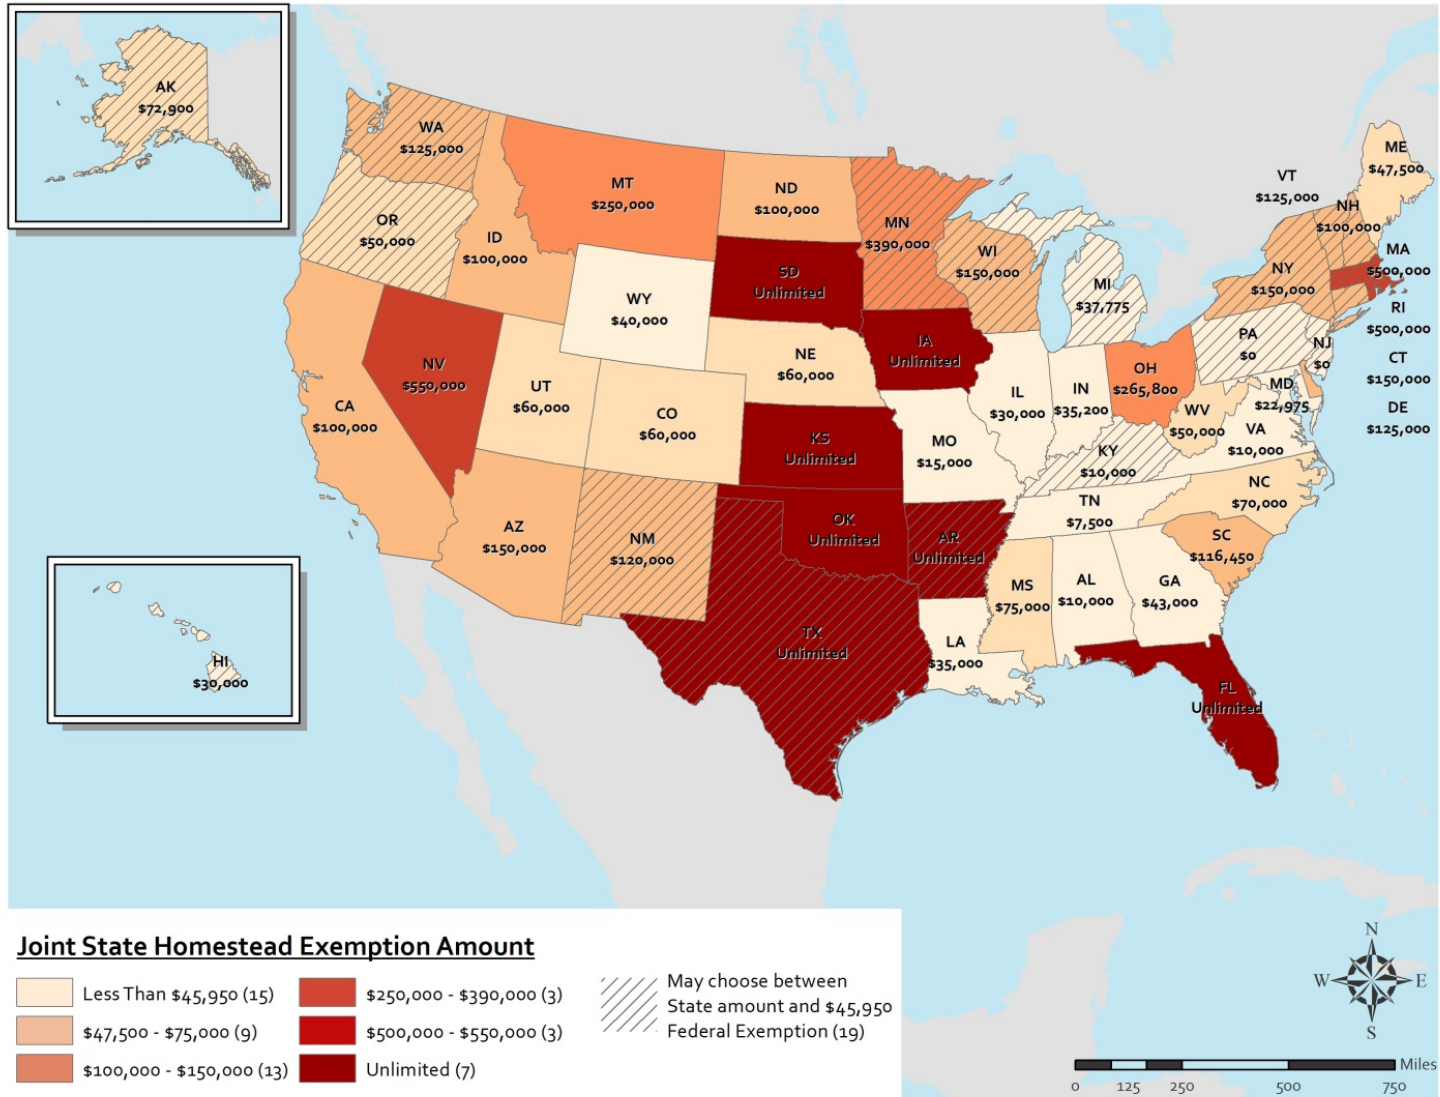 AK
$72,900
WA
$125,000
OR
$50,000
ID
$100,000
MT
$250,000
ND
$100,000
MN
$390,000
SD
Unlimited
WI
$150,000
MI
$37,775
VT
$125,000
NH
$100,000
ME
$47,500
MA
$500,000
NY
$150,000
RI
$500,000
CT
$150,000
DE
$125,000
PA
$0
NJ
$0
MD
$22,975
WY
$40,000
NV
$550,000
CA
$100,000
UT
$60,000
CO
$60,000
NE
$60,000
IA
Unlimited
IL
$30,000
IN
$35,200
OH
$265,800
WV
$50,000
VA
$10,000
KY
$10,000
KS
Unlimited
MO
$15,000
NC
$70,000
TN
$7,500
SC
$116,450
AZ
$150,000
NM
$120,000
OK
Unlimited
AR
Unlimited
MS
$75,000
AL
$10,000
GA
$43,000
TX
Unlimited
LA
$35,000
FL
Unlimited
HI
$30,000
Joint State Homestead Exemption Amount
Less Than $45,950 (15)
$47,500 - $75,000 (9)
$100,000 - $150,000 (13)
$250,000 - $390,000 (3)
$500,000 - $550,000 (3)
Unlimited (7)
May choose between
State amount and $45,950
Federal Exemption (19)
N
W
E
S
Miles
0 125 250 500 750